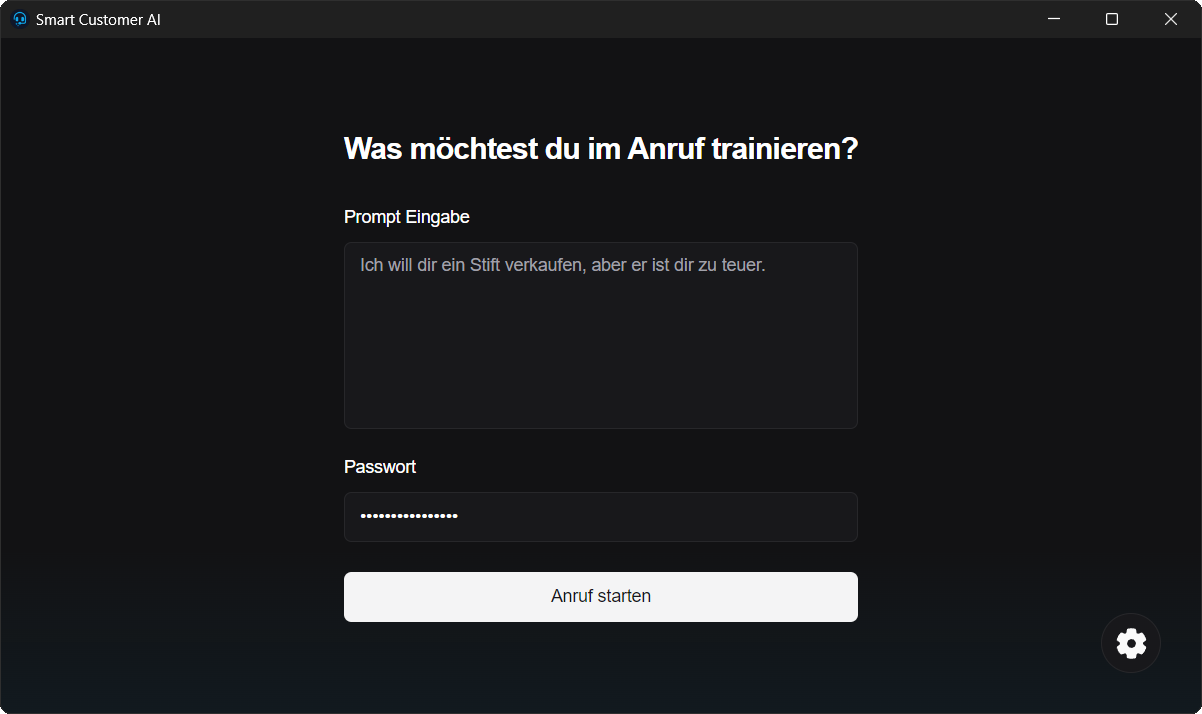 Smart Customer AI
Was möchtest du im Anruf trainieren?
Prompt Eingabe
Ich will dir ein Stift verkaufen, aber er ist dir zu teuer.
Passwort
••••••••••••••••
Anruf starten